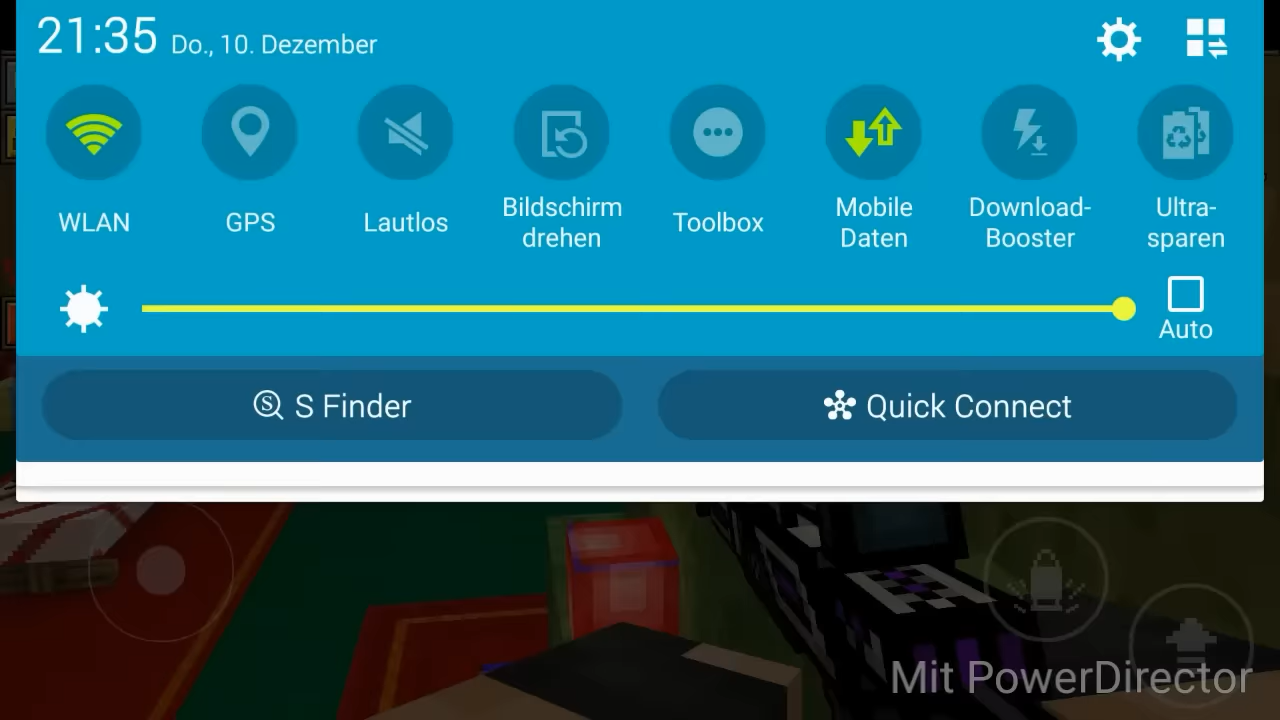 21:35 Do., 10. Dezember
WLAN GPS Lautlos Bildschirm drehen Toolbox Mobile Daten Download-Booster Ultra-sparen
Auto
S Finder Quick Connect
Mit PowerDirector